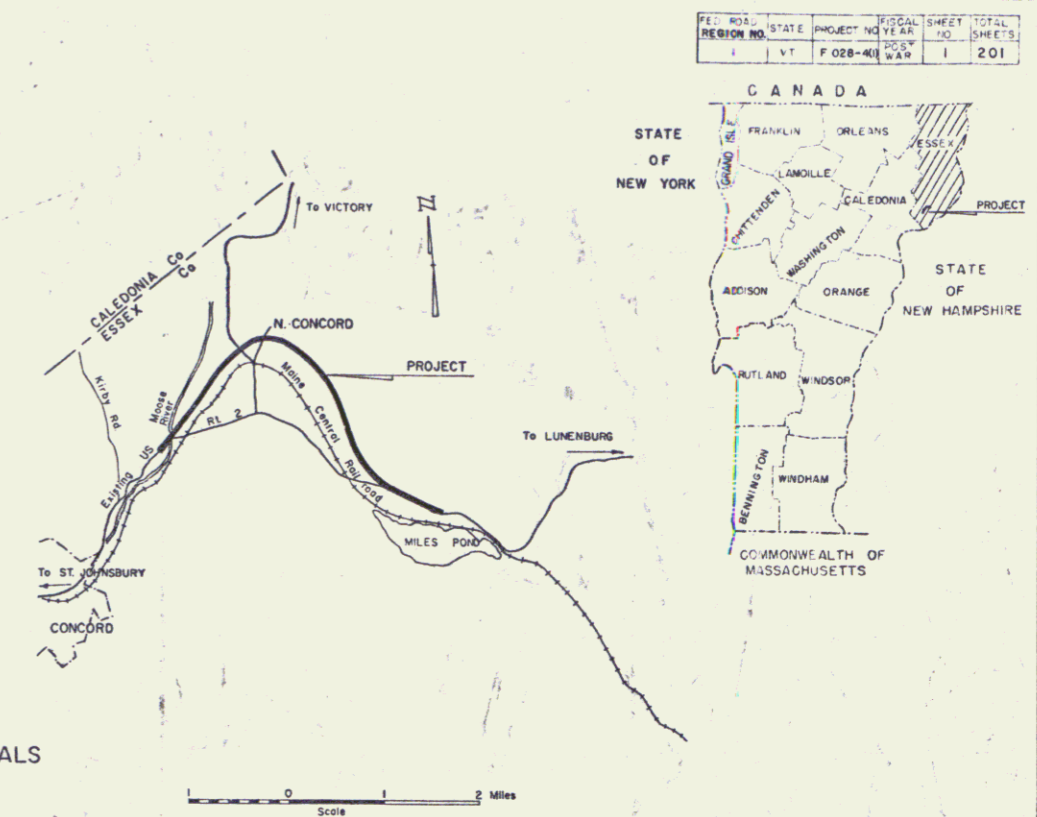 FED ROAD REGION NO. STATE PROJECT NO FISCAL YEAR SHEET NO TOTAL SHEETS
1 VT F 028-4(1) POST WAR 1 201
CANADA
STATE
OF
NEW YORK
GRAND ISLE
FRANKLIN
ORLEANS
ESSEX
LAMOILLE
CHITTENDEN
CALEDONIA
PROJECT
WASHINGTON
ADDISON
ORANGE
STATE
OF
NEW HAMPSHIRE
RUTLAND
WINDSOR
BENNINGTON
WINDHAM
COMMONWEALTH OF
MASSACHUSETTS
To VICTORY
N
CALEDONIA Co
ESSEX Co
N. CONCORD
PROJECT
Kirby Rd
Moose
River
Maine Central Railroad
Existing US Rt. 2
To LUNENBURG
MILES POND
To ST. JOHNSBURY
CONCORD
ALS
1 0 1 2 Miles
Scale